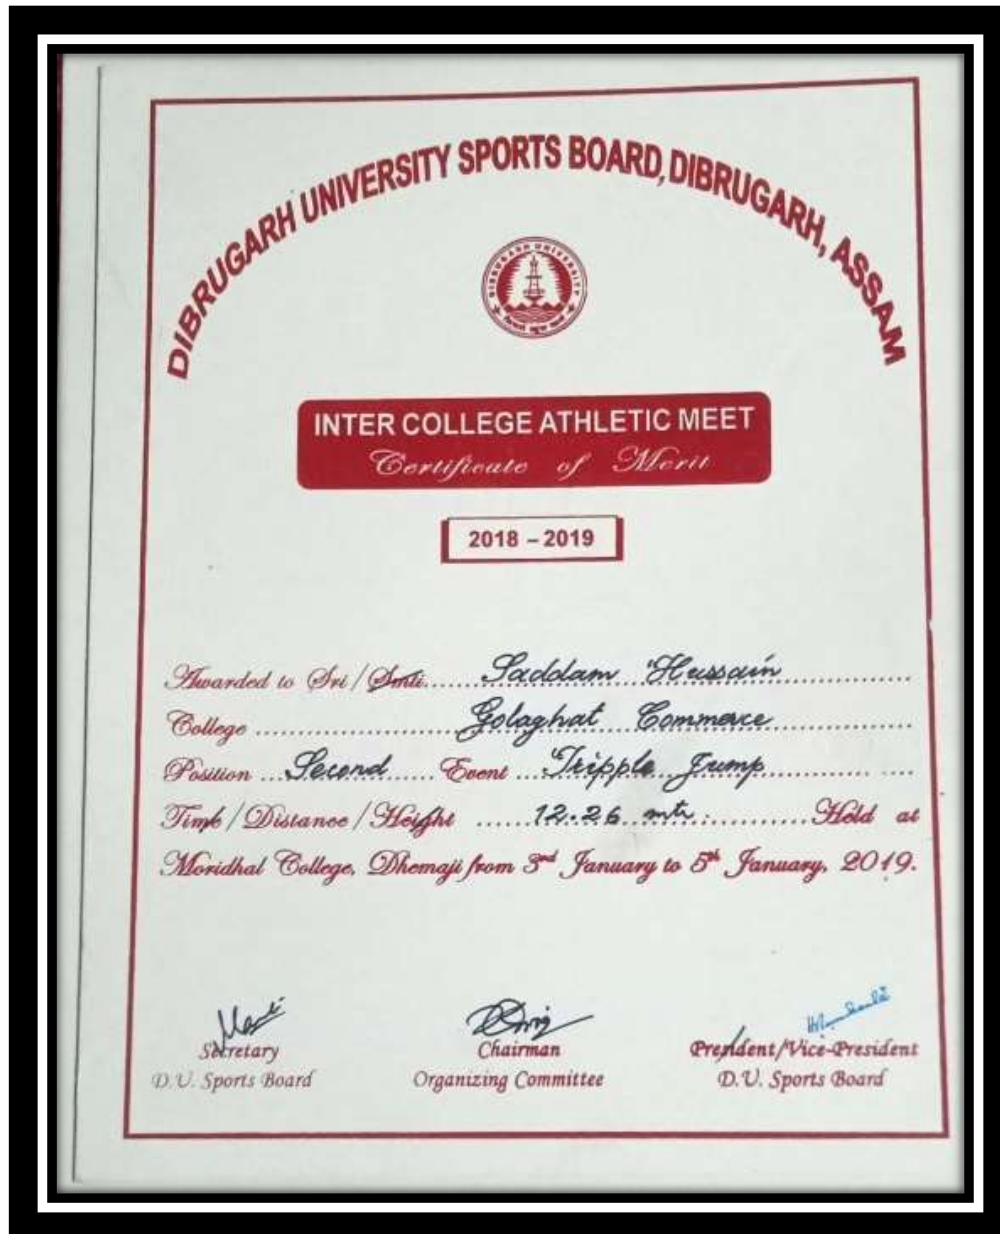 DIBRUGARH UNIVERSITY SPORTS BOARD, DIBRUGARH, ASSAM
DIBRUGARH UNIVERSITY
INTER COLLEGE ATHLETIC MEET
Certificate of Merit
2018 – 2019
Awarded to Sri/Smti....... Saddam Hussain
College ....... Golaghat Commerce
Position ... Second ...... Event ... Tripple Jump
Time/Distance/Height ...... 12.26 mtr. ............ Held at
Moridhal College, Dhemaji from 3rd January to 5th January, 2019.
Secretary
D.U. Sports Board
Chairman
Organizing Committee
President/Vice-President
D.U. Sports Board